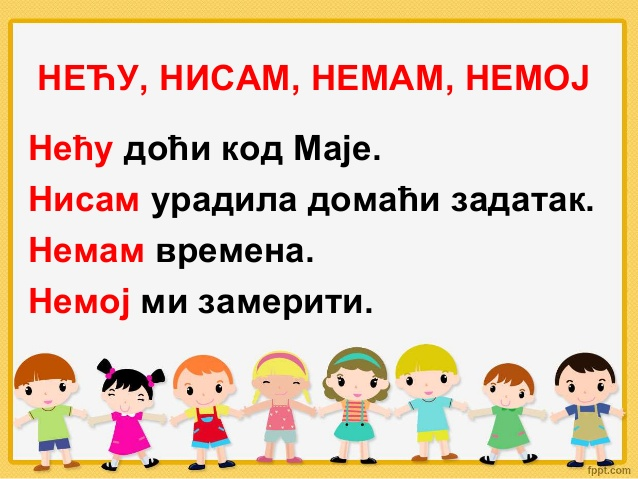 НЕЋУ, НИСАМ, НЕМАМ, НЕМОЈ
Нећу доћи код Маје.
Нисам урадила домаћи задатак.
Немам времена.
Немој ми замерити.
fppt.com